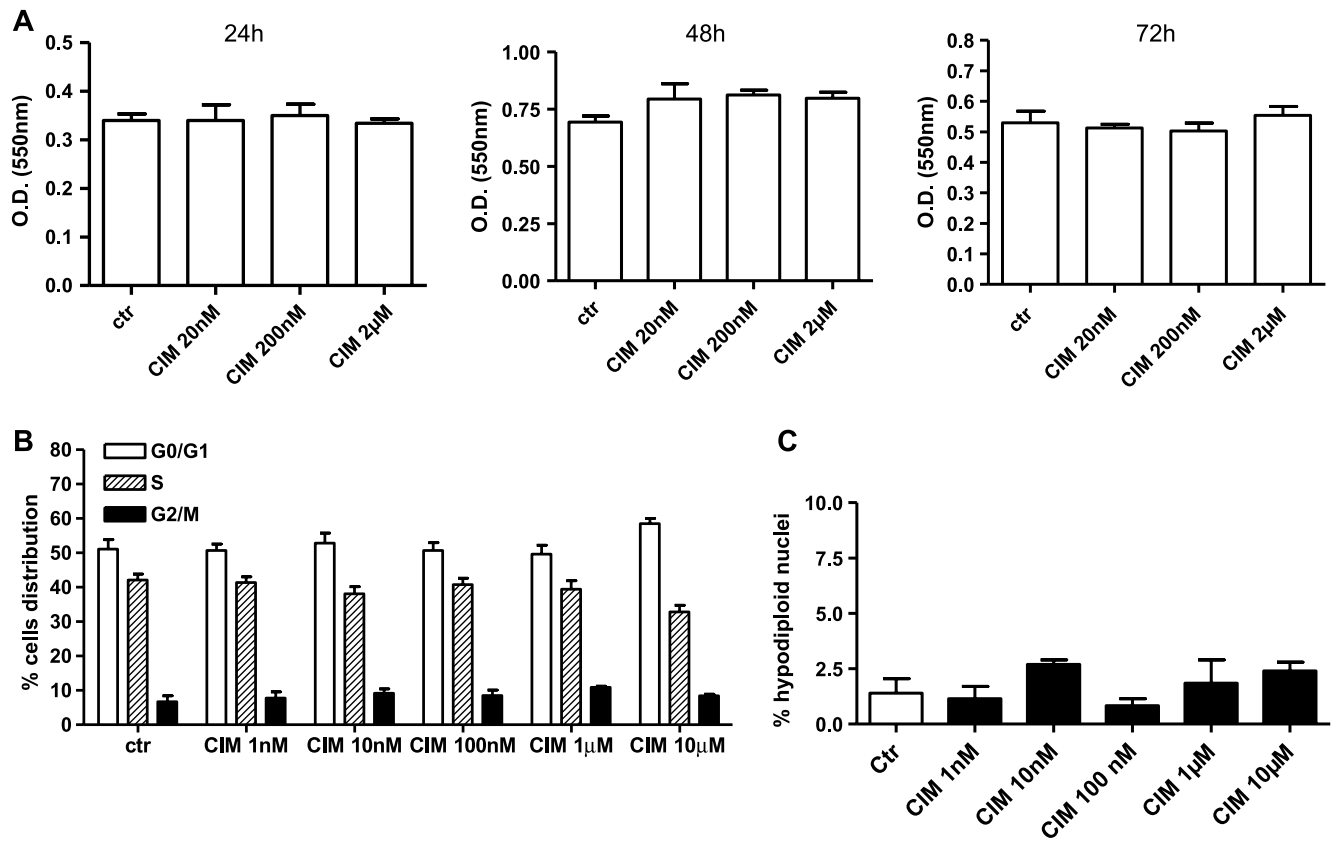 A
24h
O.D. (550nm)
0.5
0.4
0.3
0.2
0.1
0.0
ctr
CIM 20nM
CIM 200nM
CIM 2µM
48h
O.D. (550nm)
1.00
0.75
0.50
0.25
0.00
ctr
CIM 20nM
CIM 200nM
CIM 2µM
72h
O.D. (550nm)
0.8
0.7
0.6
0.5
0.4
0.3
0.2
0.1
0.0
ctr
CIM 20nM
CIM 200nM
CIM 2µM
B
% cells distribution
80
70
60
50
40
30
20
10
0
G0/G1
S
G2/M
ctr
CIM 1nM
CIM 10nM
CIM 100nM
CIM 1µM
CIM 10µM
C
% hypodiploid nuclei
10.0
7.5
5.0
2.5
0.0
Ctr
CIM 1nM
CIM 10nM
CIM 100 nM
CIM 1µM
CIM 10µM